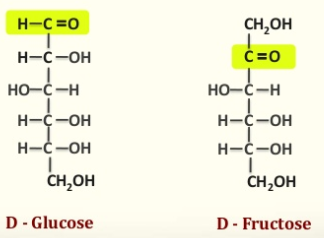 H–C=O
H–C–OH
HO–C–H
H–C–OH
H–C–OH
CH₂OH
D - Glucose
CH₂OH
C=O
HO–C–H
H–C–OH
H–C–OH
CH₂OH
D - Fructose